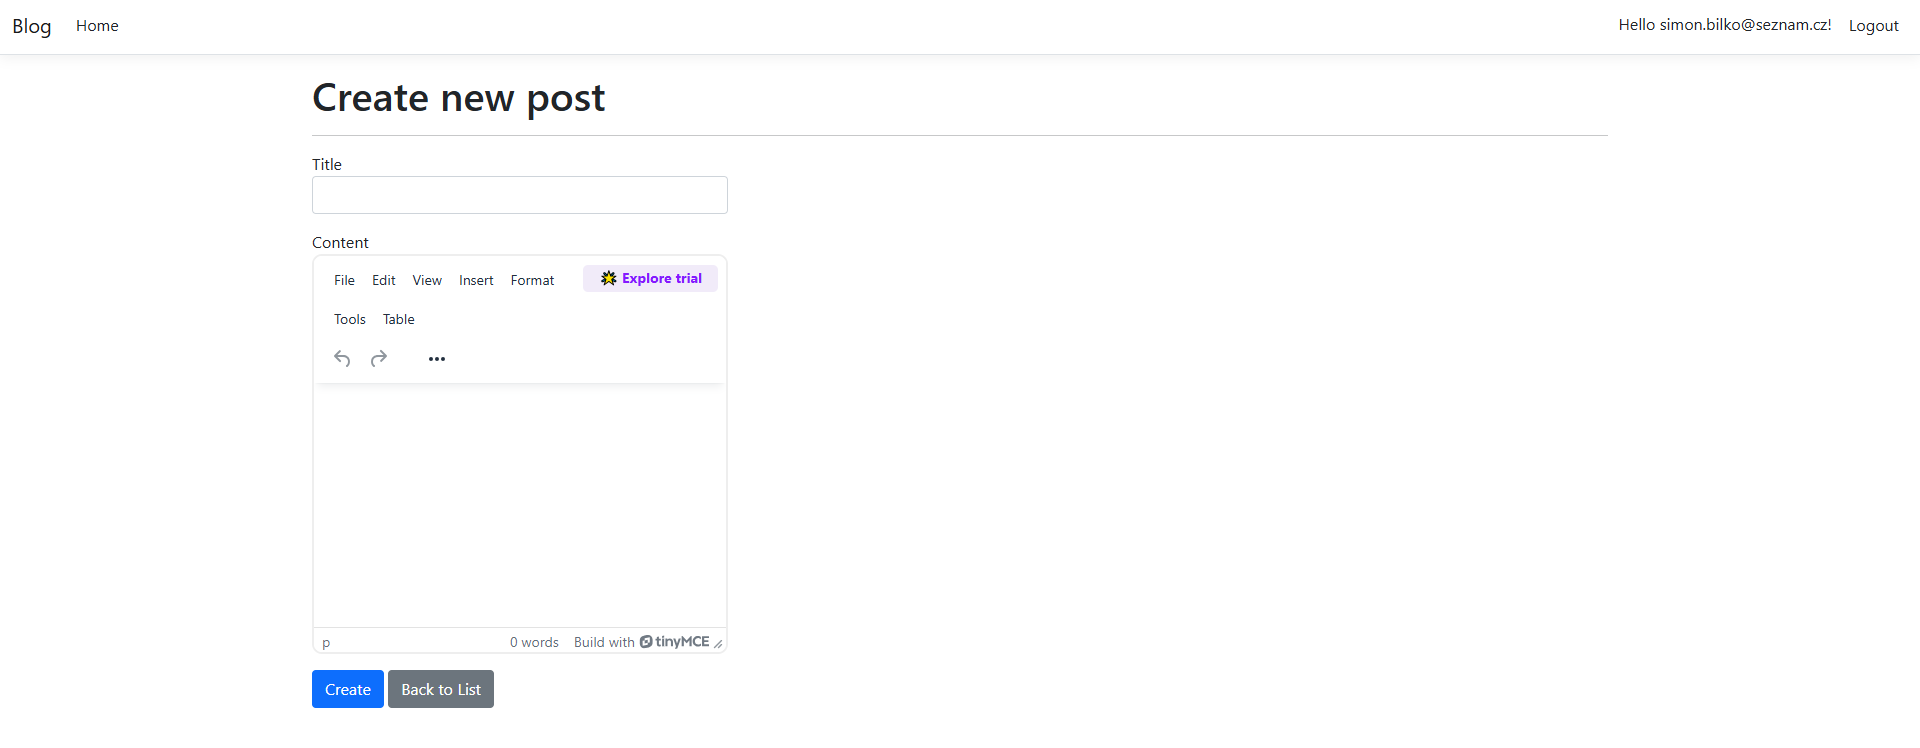 Blog Home Hello simon.bilko@seznam.cz! Logout
Create new post
Title
Content
File Edit View Insert Format Explore trial
Tools Table
p 0 words Build with tinyMCE
Create Back to List